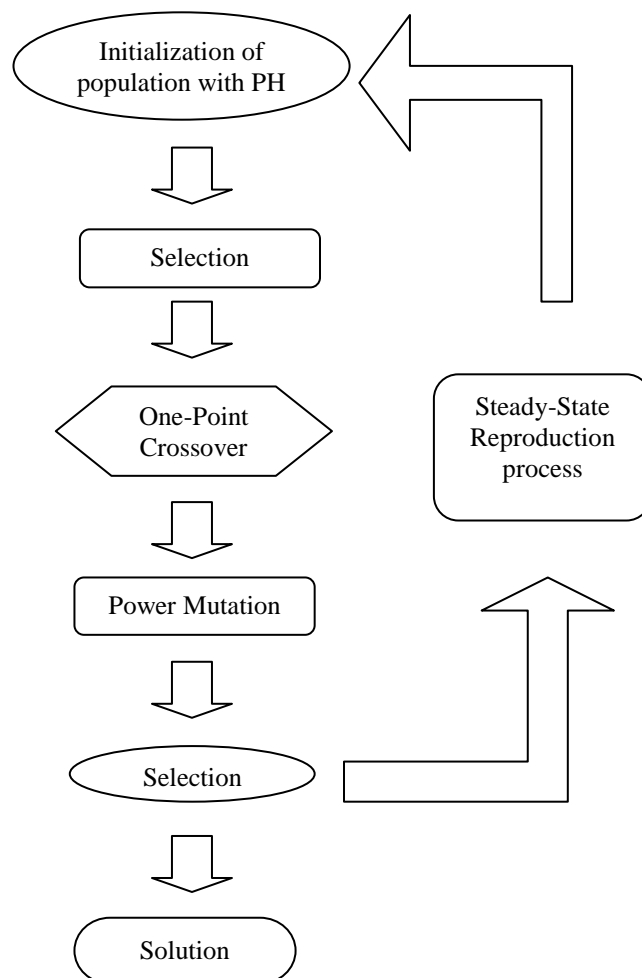 Initialization of
population with PH
Selection
One-Point
Crossover
Steady-State
Reproduction
process
Power Mutation
Selection
Solution